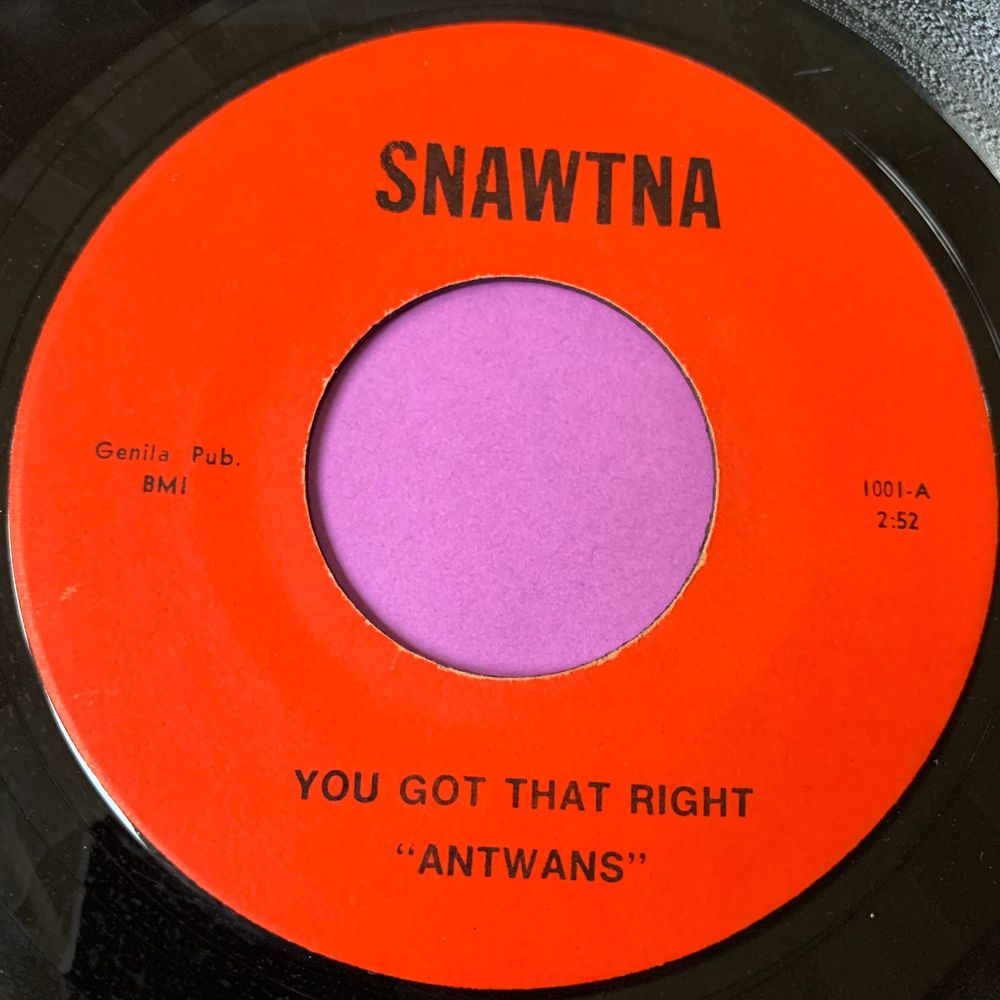 SNAWTNA
Genila Pub.
BMI
1001-A
2:52
YOU GOT THAT RIGHT
“ANTWANS”